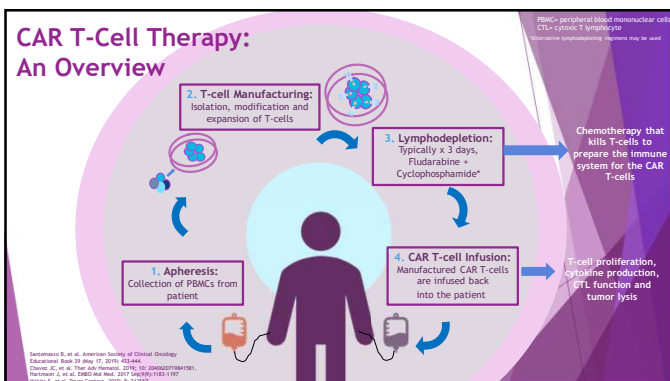 CAR T-Cell Therapy:
An Overview
PBMC= peripheral blood mononuclear cells
CTL= cytoxic T lymphocyte
*Alternative lymphodepleting regimens may be used
2. T-cell Manufacturing:
Isolation, modification and
expansion of T-cells
3. Lymphodepletion:
Typically x 3 days,
Fludarabine +
Cyclophosphamide*
Chemotherapy that
kills T-cells to
prepare the immune
system for the CAR
T-cells
1. Apheresis:
Collection of PBMCs from
patient
4. CAR T-cell Infusion:
Manufactured CAR T-cells
are infused back
into the patient
T-cell proliferation,
cytokine production,
CTL function and
tumor lysis
Santomasso B, et al. American Society of Clinical Oncology
Educational Book 39 (May 17, 2019) 433-444.
Chavez JC, et al. Ther Adv Hematol. 2019; 10: 2040620719841581.
Hartmann J, et al. EMBO Mol Med. 2017 Sep;9(9):1183-1197